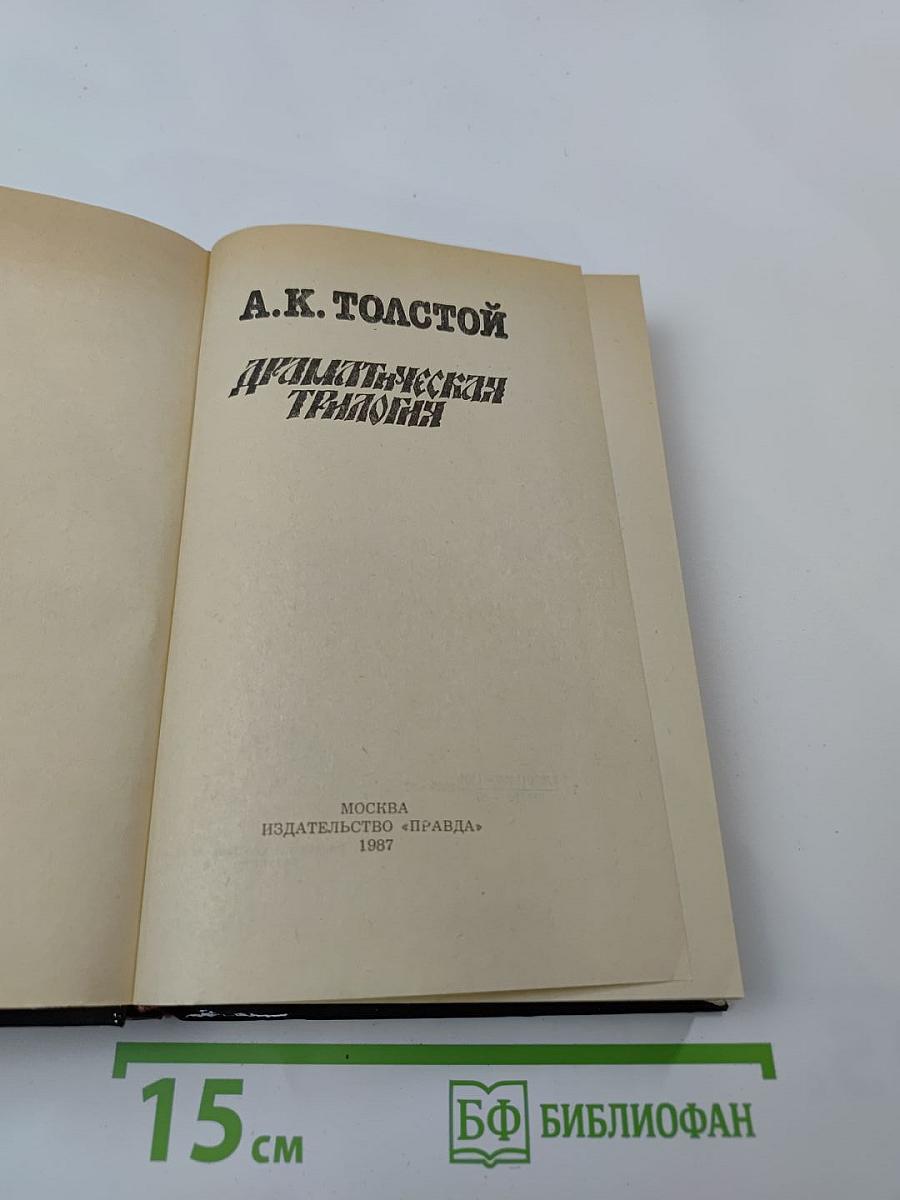 А.К. ТОЛСТОЙ
ДРАМАТИЧЕСКАЯ
ТРИЛОГИЯ
МОСКВА
ИЗДАТЕЛЬСТВО «ПРАВДА»
1987
15 см
БФ БИБЛИОФАН